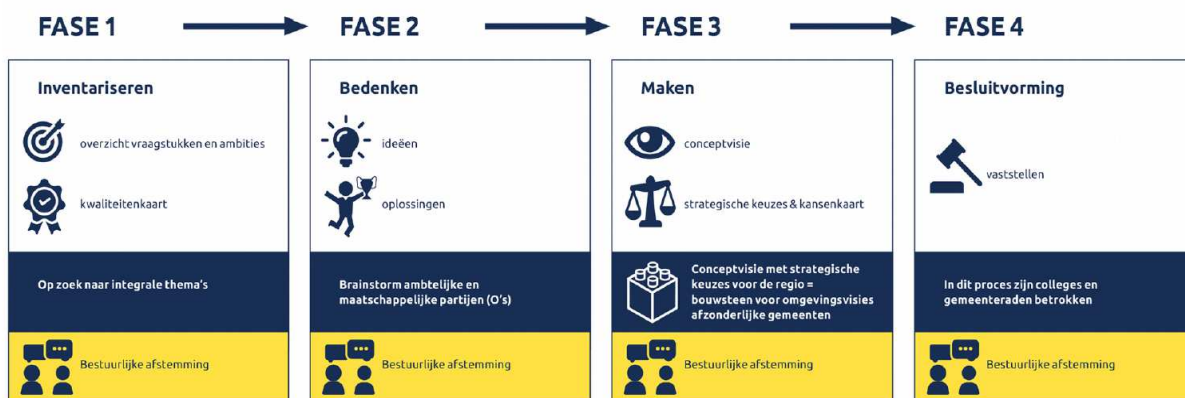 FASE 1
FASE 2
FASE 3
FASE 4
Inventariseren
overzicht vraagstukken en ambities
kwaliteitenkaart
Op zoek naar integrale thema's
Bestuurlijke afstemming
Bedenken
ideeën
oplossingen
Brainstorm ambtelijke en
maatschappelijke partijen (O's)
Bestuurlijke afstemming
Maken
conceptvisie
strategische keuzes & kansenkaart
Conceptvisie met strategische
keuzes voor de regio =
bouwsteen voor omgevingsvisies
afzonderlijke gemeenten
Bestuurlijke afstemming
Besluitvorming
vaststellen
In dit proces zijn colleges en
gemeenteraden betrokken
Bestuurlijke afstemming